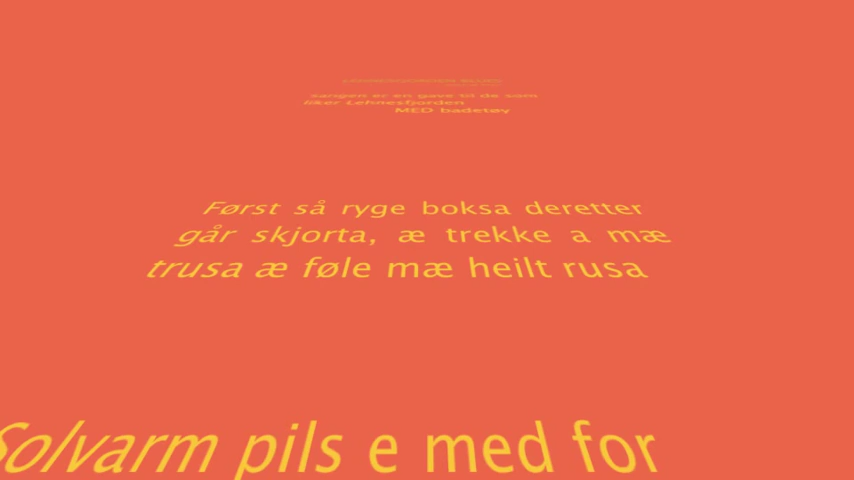 sangen er en gave til de som
liker Lehnesfjorden
MED badetøy
Først så ryge boksa deretter
går skjorta, æ trekke a mæ
trusa æ føle mæ heilt rusa
Solvarm pils e med for